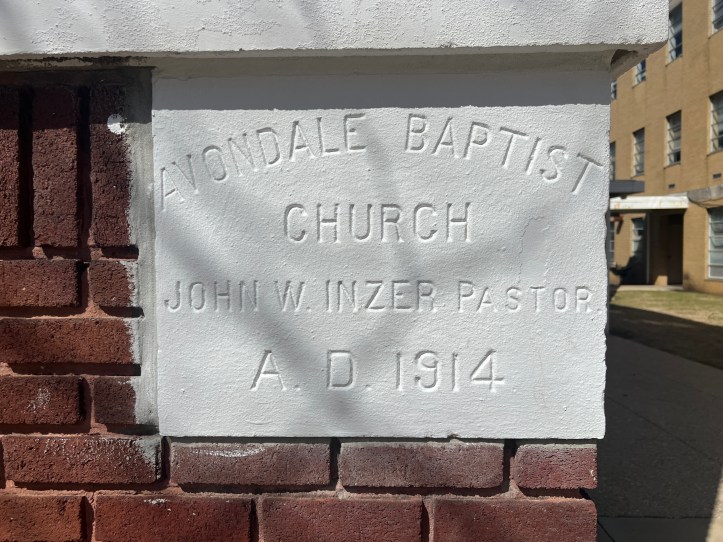 AVONDALE BAPTIST
CHURCH
JOHN W. INZER PASTOR.
A. D. 1914